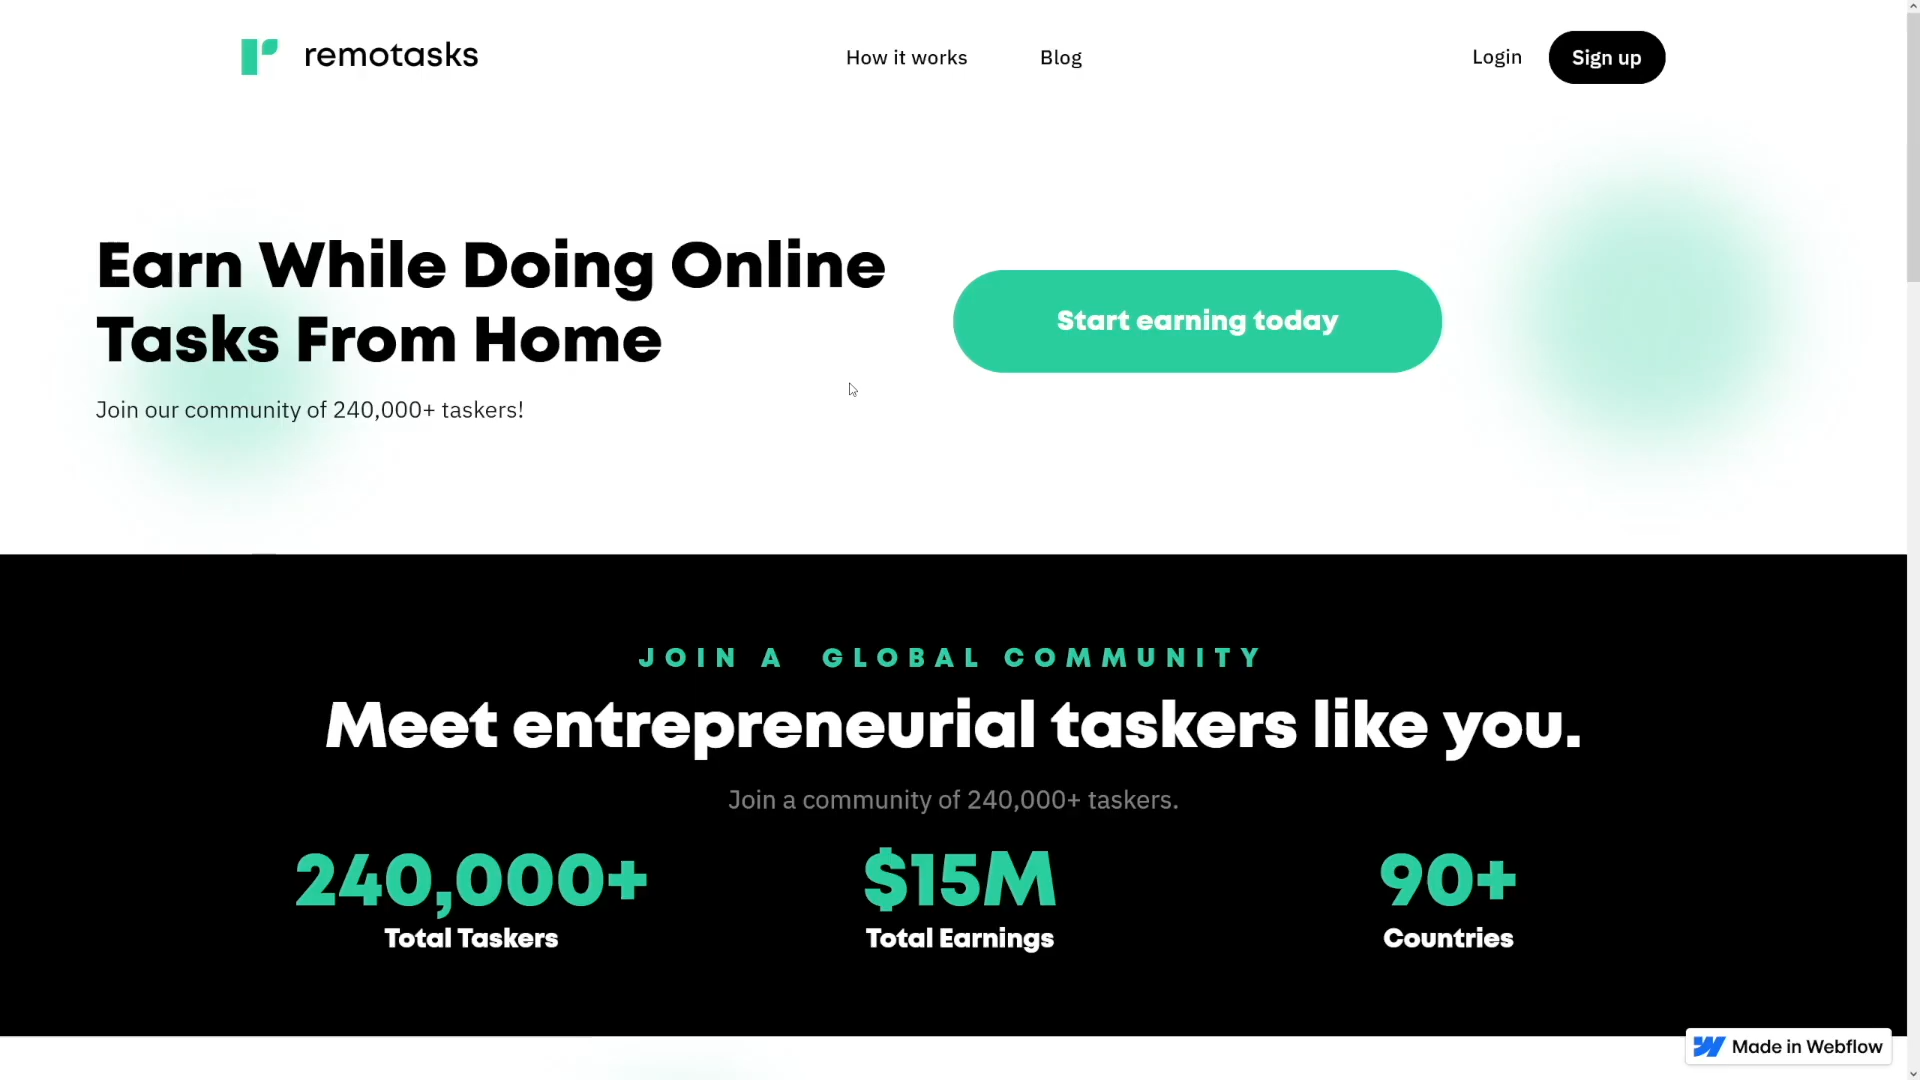 remotasks
How it works
Blog
Login
Sign up
Earn While Doing Online
Tasks From Home
Join our community of 240,000+ taskers!
Start earning today
JOIN A GLOBAL COMMUNITY
Meet entrepreneurial taskers like you.
Join a community of 240,000+ taskers.
240,000+
Total Taskers
$15M
Total Earnings
90+
Countries
Made in Webflow